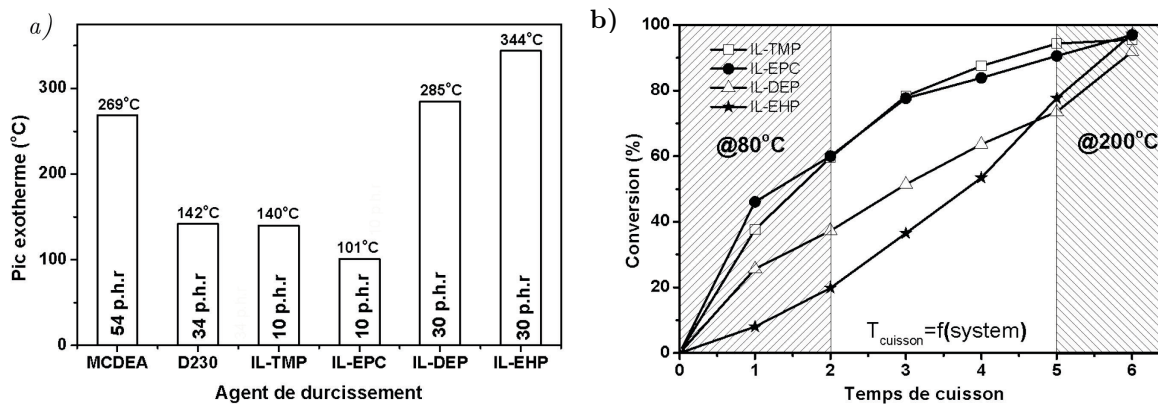 a)
Pic exotherme (°C)
300
200
100
0
269°C
142°C
140°C
101°C
285°C
344°C
54 p.h.r
34 p.h.r
10 p.h.r
10 p.h.r
30 p.h.r
30 p.h.r
MCDEA D230 IL-TMP IL-EPC IL-DEP IL-EHP
Agent de durcissement
b)
Conversion (%)
100
80
60
40
20
0
IL-TMP
IL-EPC
IL-DEP
IL-EHP
@80°C
@200°C
Tcuisson=f(system)
0 1 2 3 4 5 6
Temps de cuisson